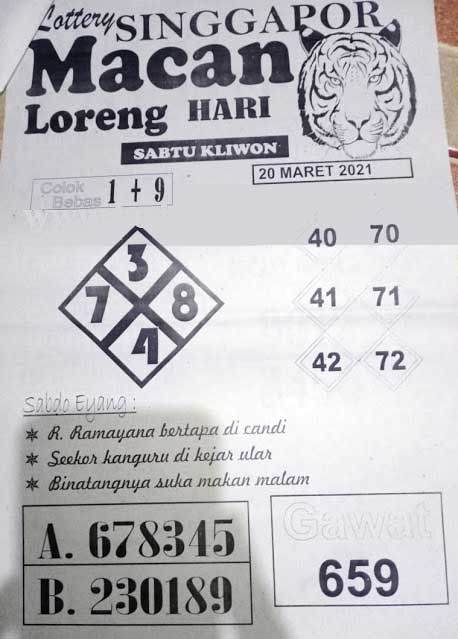 Lottery SINGGAPOR
Macan
Loreng HARI
SABTU KLIWON
20 MARET 2021
Colok
Bebas 1 + 9
3
7 8
4
40 70
41 71
42 72
Sabdo Eyang :
* R. Ramayana bertapa di candi
* Seekor kanguru di kejar ular
* Binatangnya suka makan malam
A. 678345
B. 230189
Gawat
659